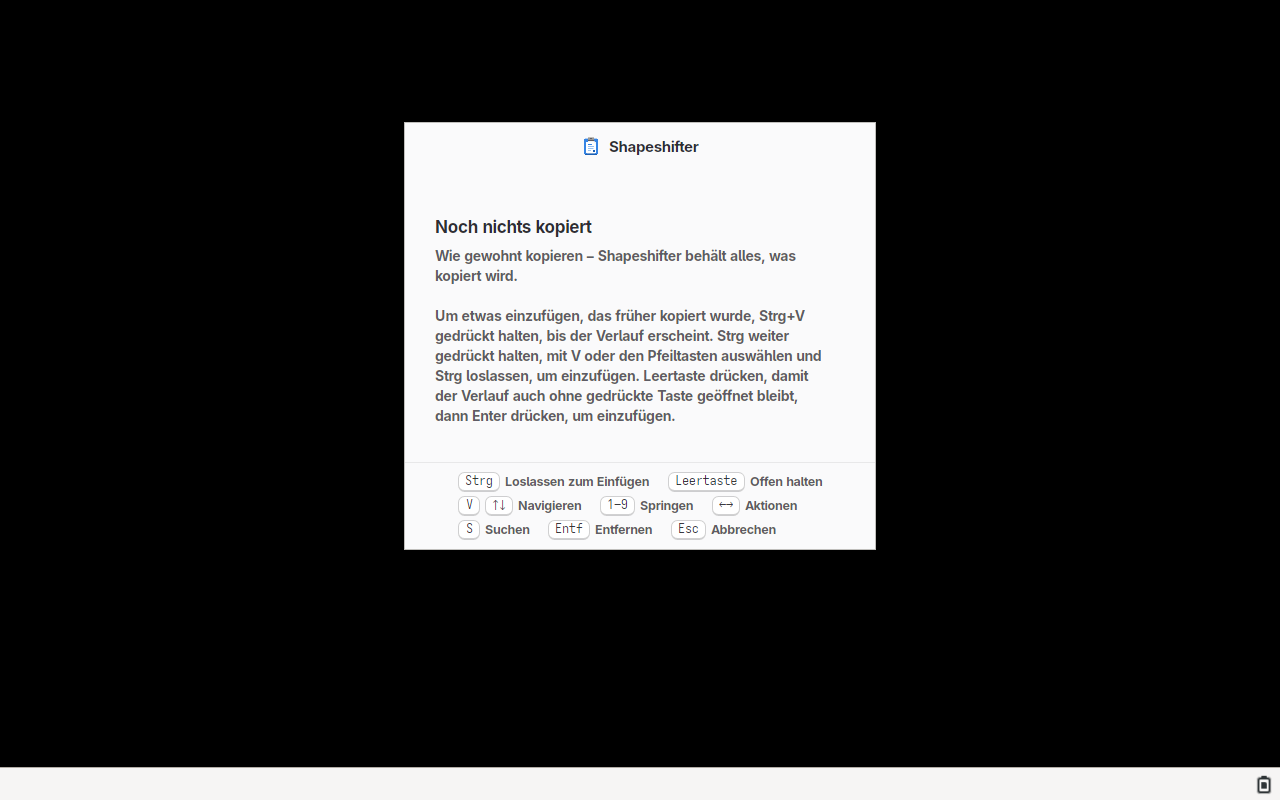 Shapeshifter
Noch nichts kopiert
Wie gewohnt kopieren – Shapeshifter behält alles, was
kopiert wird.
Um etwas einzufügen, das früher kopiert wurde, Strg+V
gedrückt halten, bis der Verlauf erscheint. Strg weiter
gedrückt halten, mit V oder den Pfeiltasten auswählen und
Strg loslassen, um einzufügen. Leertaste drücken, damit
der Verlauf auch ohne gedrückte Taste geöffnet bleibt,
dann Enter drücken, um einzufügen.
Strg Loslassen zum Einfügen Leertaste Offen halten
V ↑↓ Navigieren 1–9 Springen ←→ Aktionen
S Suchen Entf Entfernen Esc Abbrechen